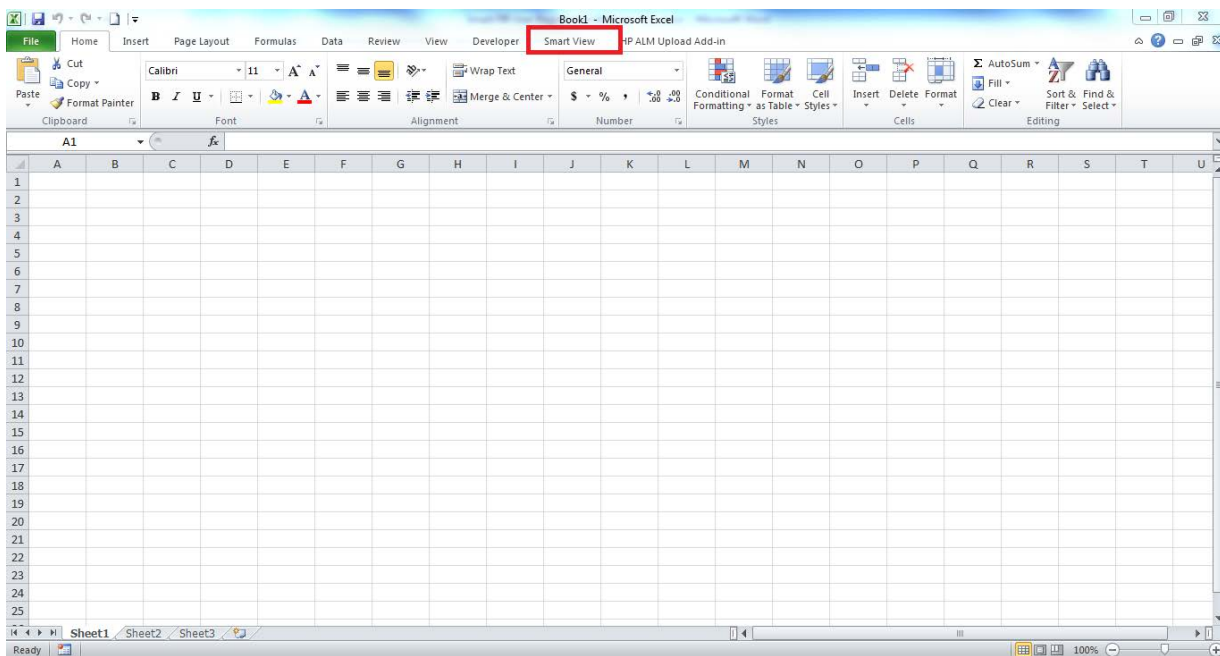 Book1 - Microsoft Excel
File Home Insert Page Layout Formulas Data Review View Developer Smart View HP ALM Upload Add-in
Paste
Cut
Copy
Format Painter
Clipboard
Calibri 11 A A
B I U A
Font
Wrap Text
Merge & Center
Alignment
General
$ % , .0 .00 .00 .0
Number
Conditional Formatting
Format as Table
Cell Styles
Styles
Insert Delete Format
Cells
Σ AutoSum
Fill
Clear
Sort & Filter
Find & Select
Editing
A1 fx
A B C D E F G H I J K L M N O P Q R S T U
1
2
3
4
5
6
7
8
9
10
11
12
13
14
15
16
17
18
19
20
21
22
23
24
25
Sheet1 Sheet2 Sheet3
Ready 100%